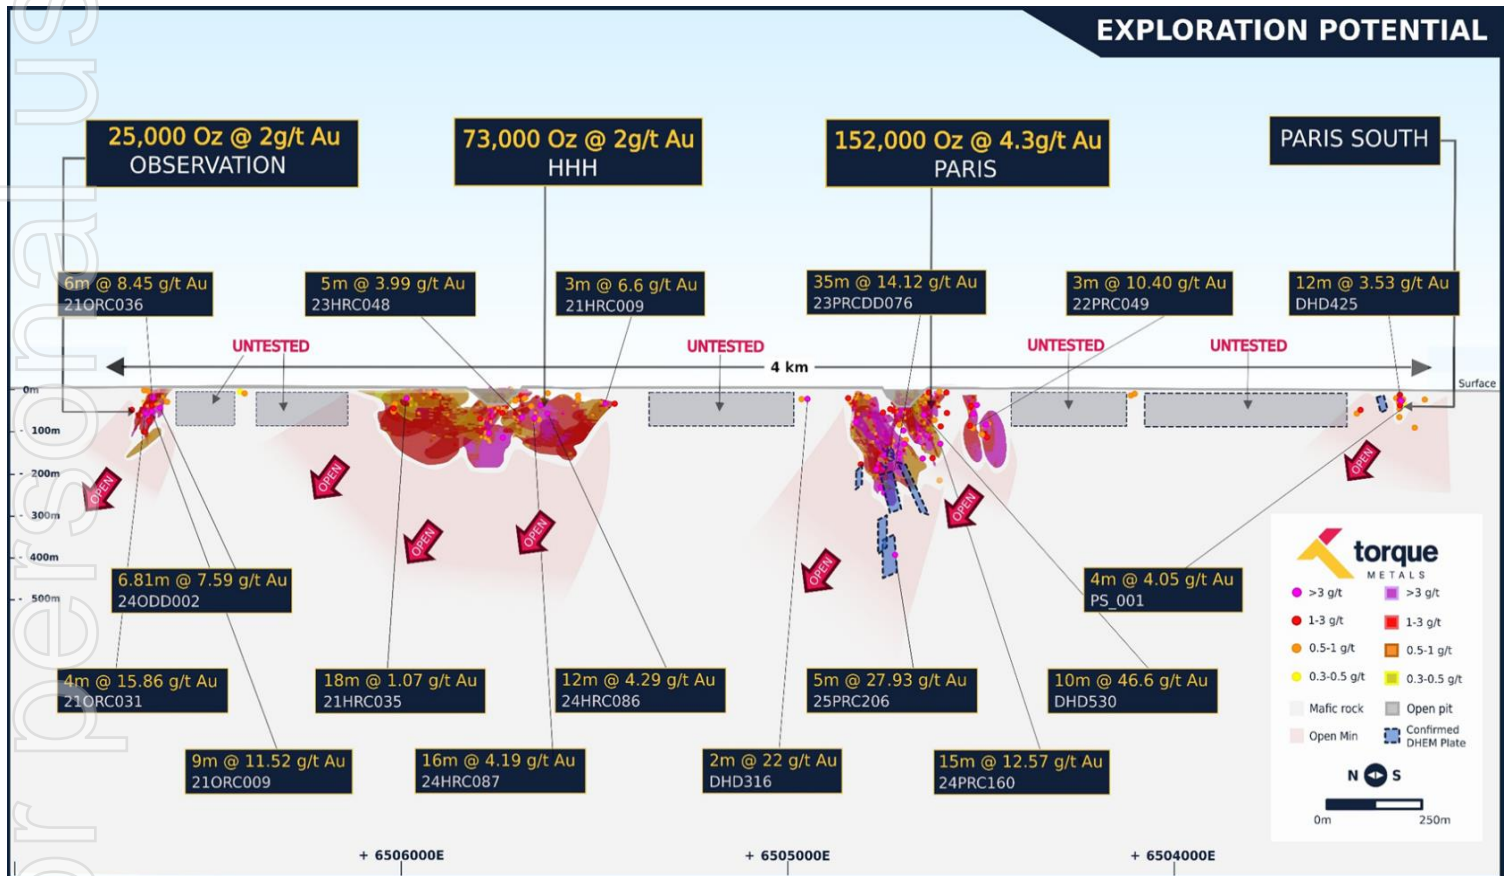 EXPLORATION POTENTIAL
25,000 Oz @ 2g/t Au
OBSERVATION
73,000 Oz @ 2g/t Au
HHH
152,000 Oz @ 4.3g/t Au
PARIS
PARIS SOUTH
6m @ 8.45 g/t Au
21ORC036
5m @ 3.99 g/t Au
23HRC048
3m @ 6.6 g/t Au
21HRC009
35m @ 14.12 g/t Au
23PRCDD076
3m @ 10.40 g/t Au
22PRC049
12m @ 3.53 g/t Au
DHD425
UNTESTED
UNTESTED
UNTESTED
UNTESTED
4 km
Surface
0m
100m
200m
300m
400m
500m
OPEN
OPEN
OPEN
OPEN
OPEN
OPEN
OPEN
6.81m @ 7.59 g/t Au
24ODD002
4m @ 4.05 g/t Au
PS_001
4m @ 15.86 g/t Au
21ORC031
18m @ 1.07 g/t Au
21HRC035
12m @ 4.29 g/t Au
24HRC086
5m @ 27.93 g/t Au
25PRC206
10m @ 46.6 g/t Au
DHD530
9m @ 11.52 g/t Au
21ORC009
16m @ 4.19 g/t Au
24HRC087
2m @ 22 g/t Au
DHD316
15m @ 12.57 g/t Au
24PRC160
torque
METALS
>3 g/t >3 g/t
1-3 g/t 1-3 g/t
0.5-1 g/t 0.5-1 g/t
0.3-0.5 g/t 0.3-0.5 g/t
Mafic rock Open pit
Open Min Confirmed
DHEM Plate
N S
0m 250m
+ 6506000E
+ 6505000E
+ 6504000E
or personal us